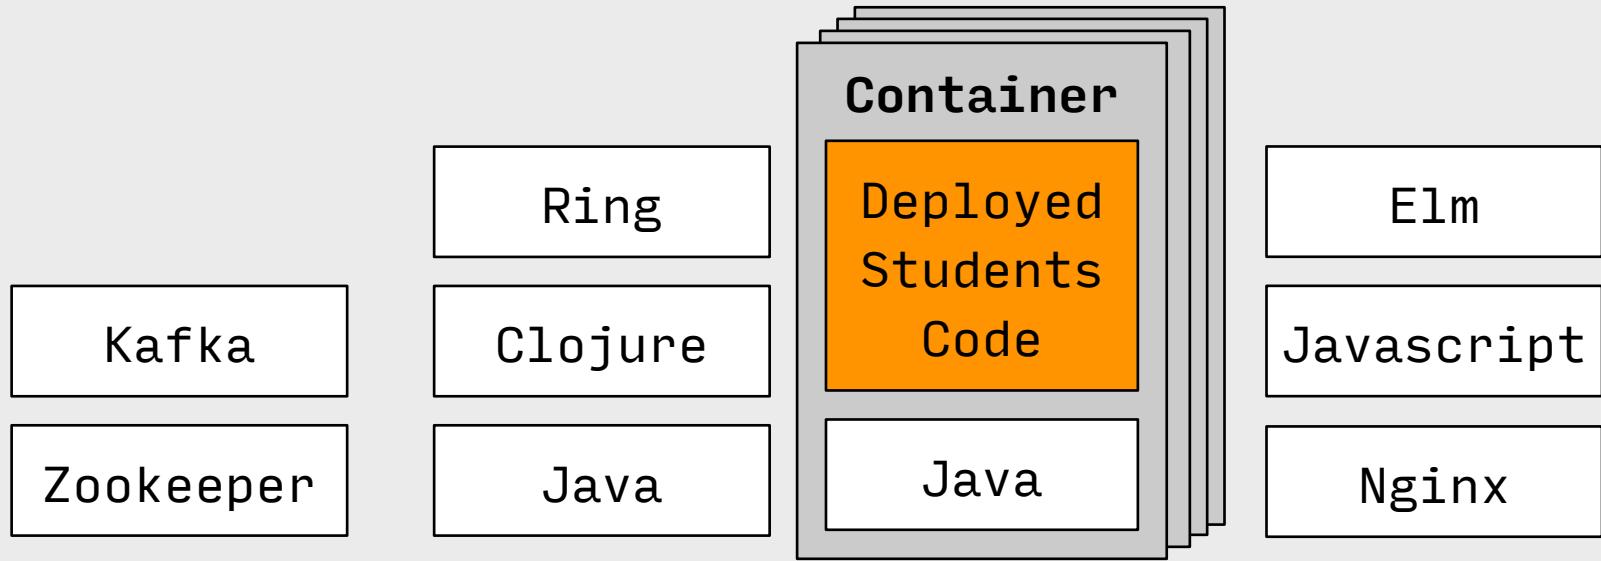 Kafka
Zookeeper
Ring
Clojure
Java
Container
Deployed
Students
Code
Java
Elm
Javascript
Nginx